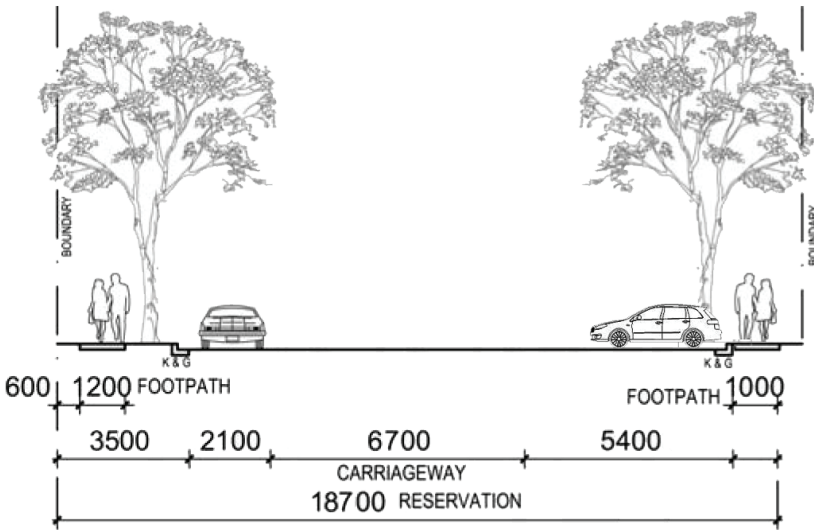 BOUNDARY
BOUNDARY
K & G
K & G
600 1200 FOOTPATH
FOOTPATH 1000
3500 2100 6700 5400
CARRIAGEWAY
18700 RESERVATION